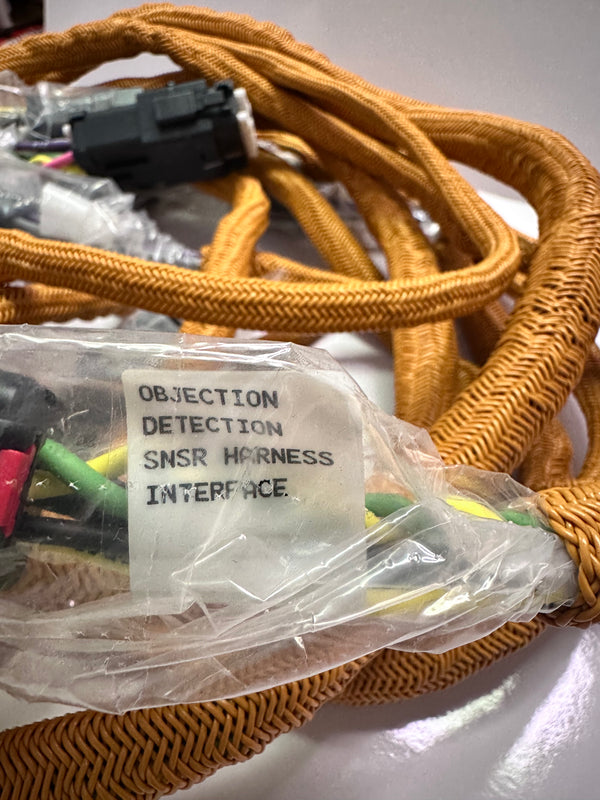 OBJECTION
DETECTION
SNSR HARNESS
INTERFACE